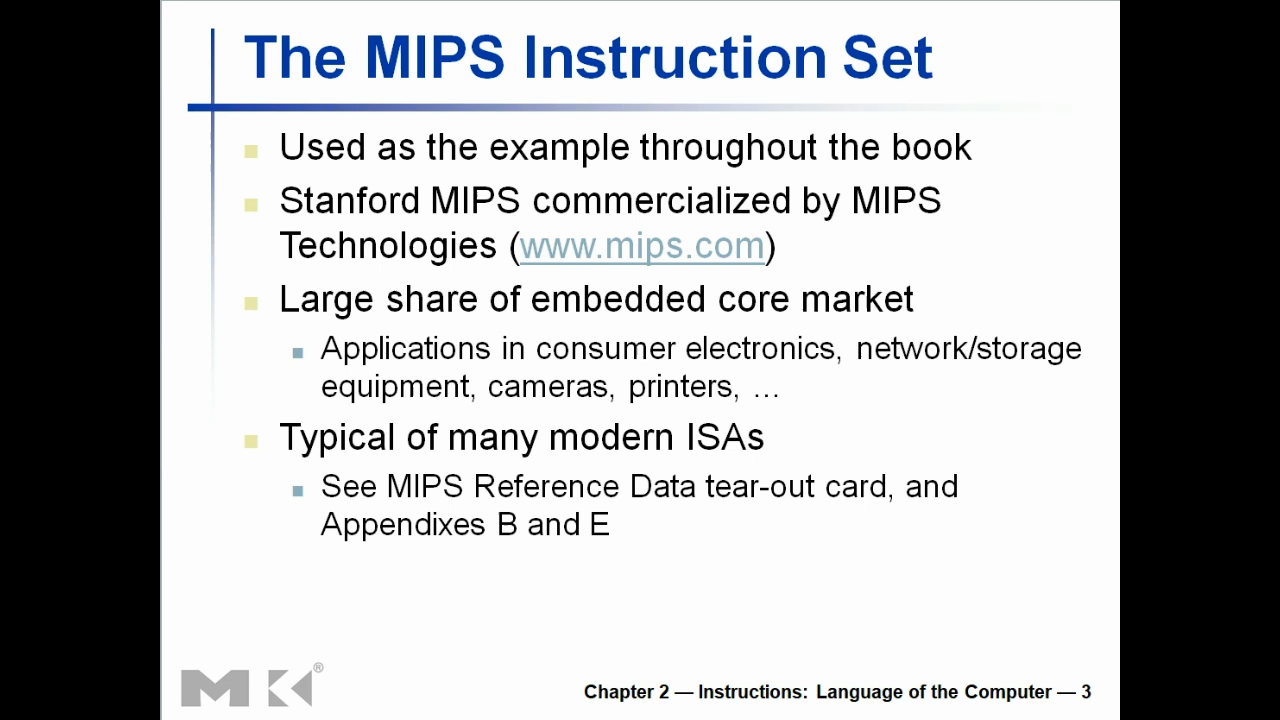 The MIPS Instruction Set
Used as the example throughout the book
Stanford MIPS commercialized by MIPS
Technologies (www.mips.com)
Large share of embedded core market
Applications in consumer electronics, network/storage
equipment, cameras, printers, …
Typical of many modern ISAs
See MIPS Reference Data tear-out card, and
Appendixes B and E
MK®
Chapter 2 — Instructions: Language of the Computer — 3